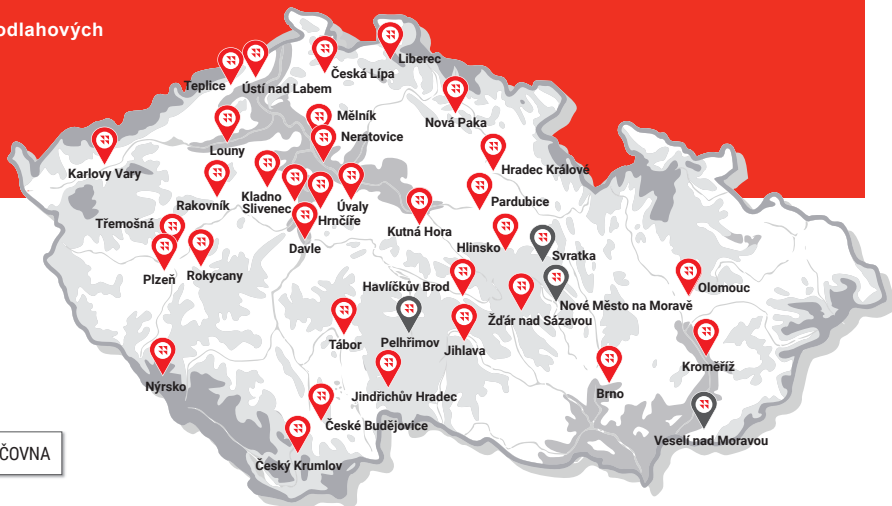 odlahových
Liberec
Česká Lípa
Teplice
Ústí nad Labem
Mělník
Nová Paka
Neratovice
Louny
Hradec Králové
Karlovy Vary
Kladno
Slivenec
Rakovník
Úvaly
Pardubice
Hrnčíře
Třemošná
Kutná Hora
Davle
Hlinsko
Svratka
Plzeň
Rokycany
Havlíčkův Brod
Olomouc
Nové Město na Moravě
Žďár nad Sázavou
Tábor
Pelhřimov
Jihlava
Kroměříž
Nýrsko
Jindřichův Hradec
Brno
České Budějovice
Veselí nad Moravou
ČOVNA
Český Krumlov